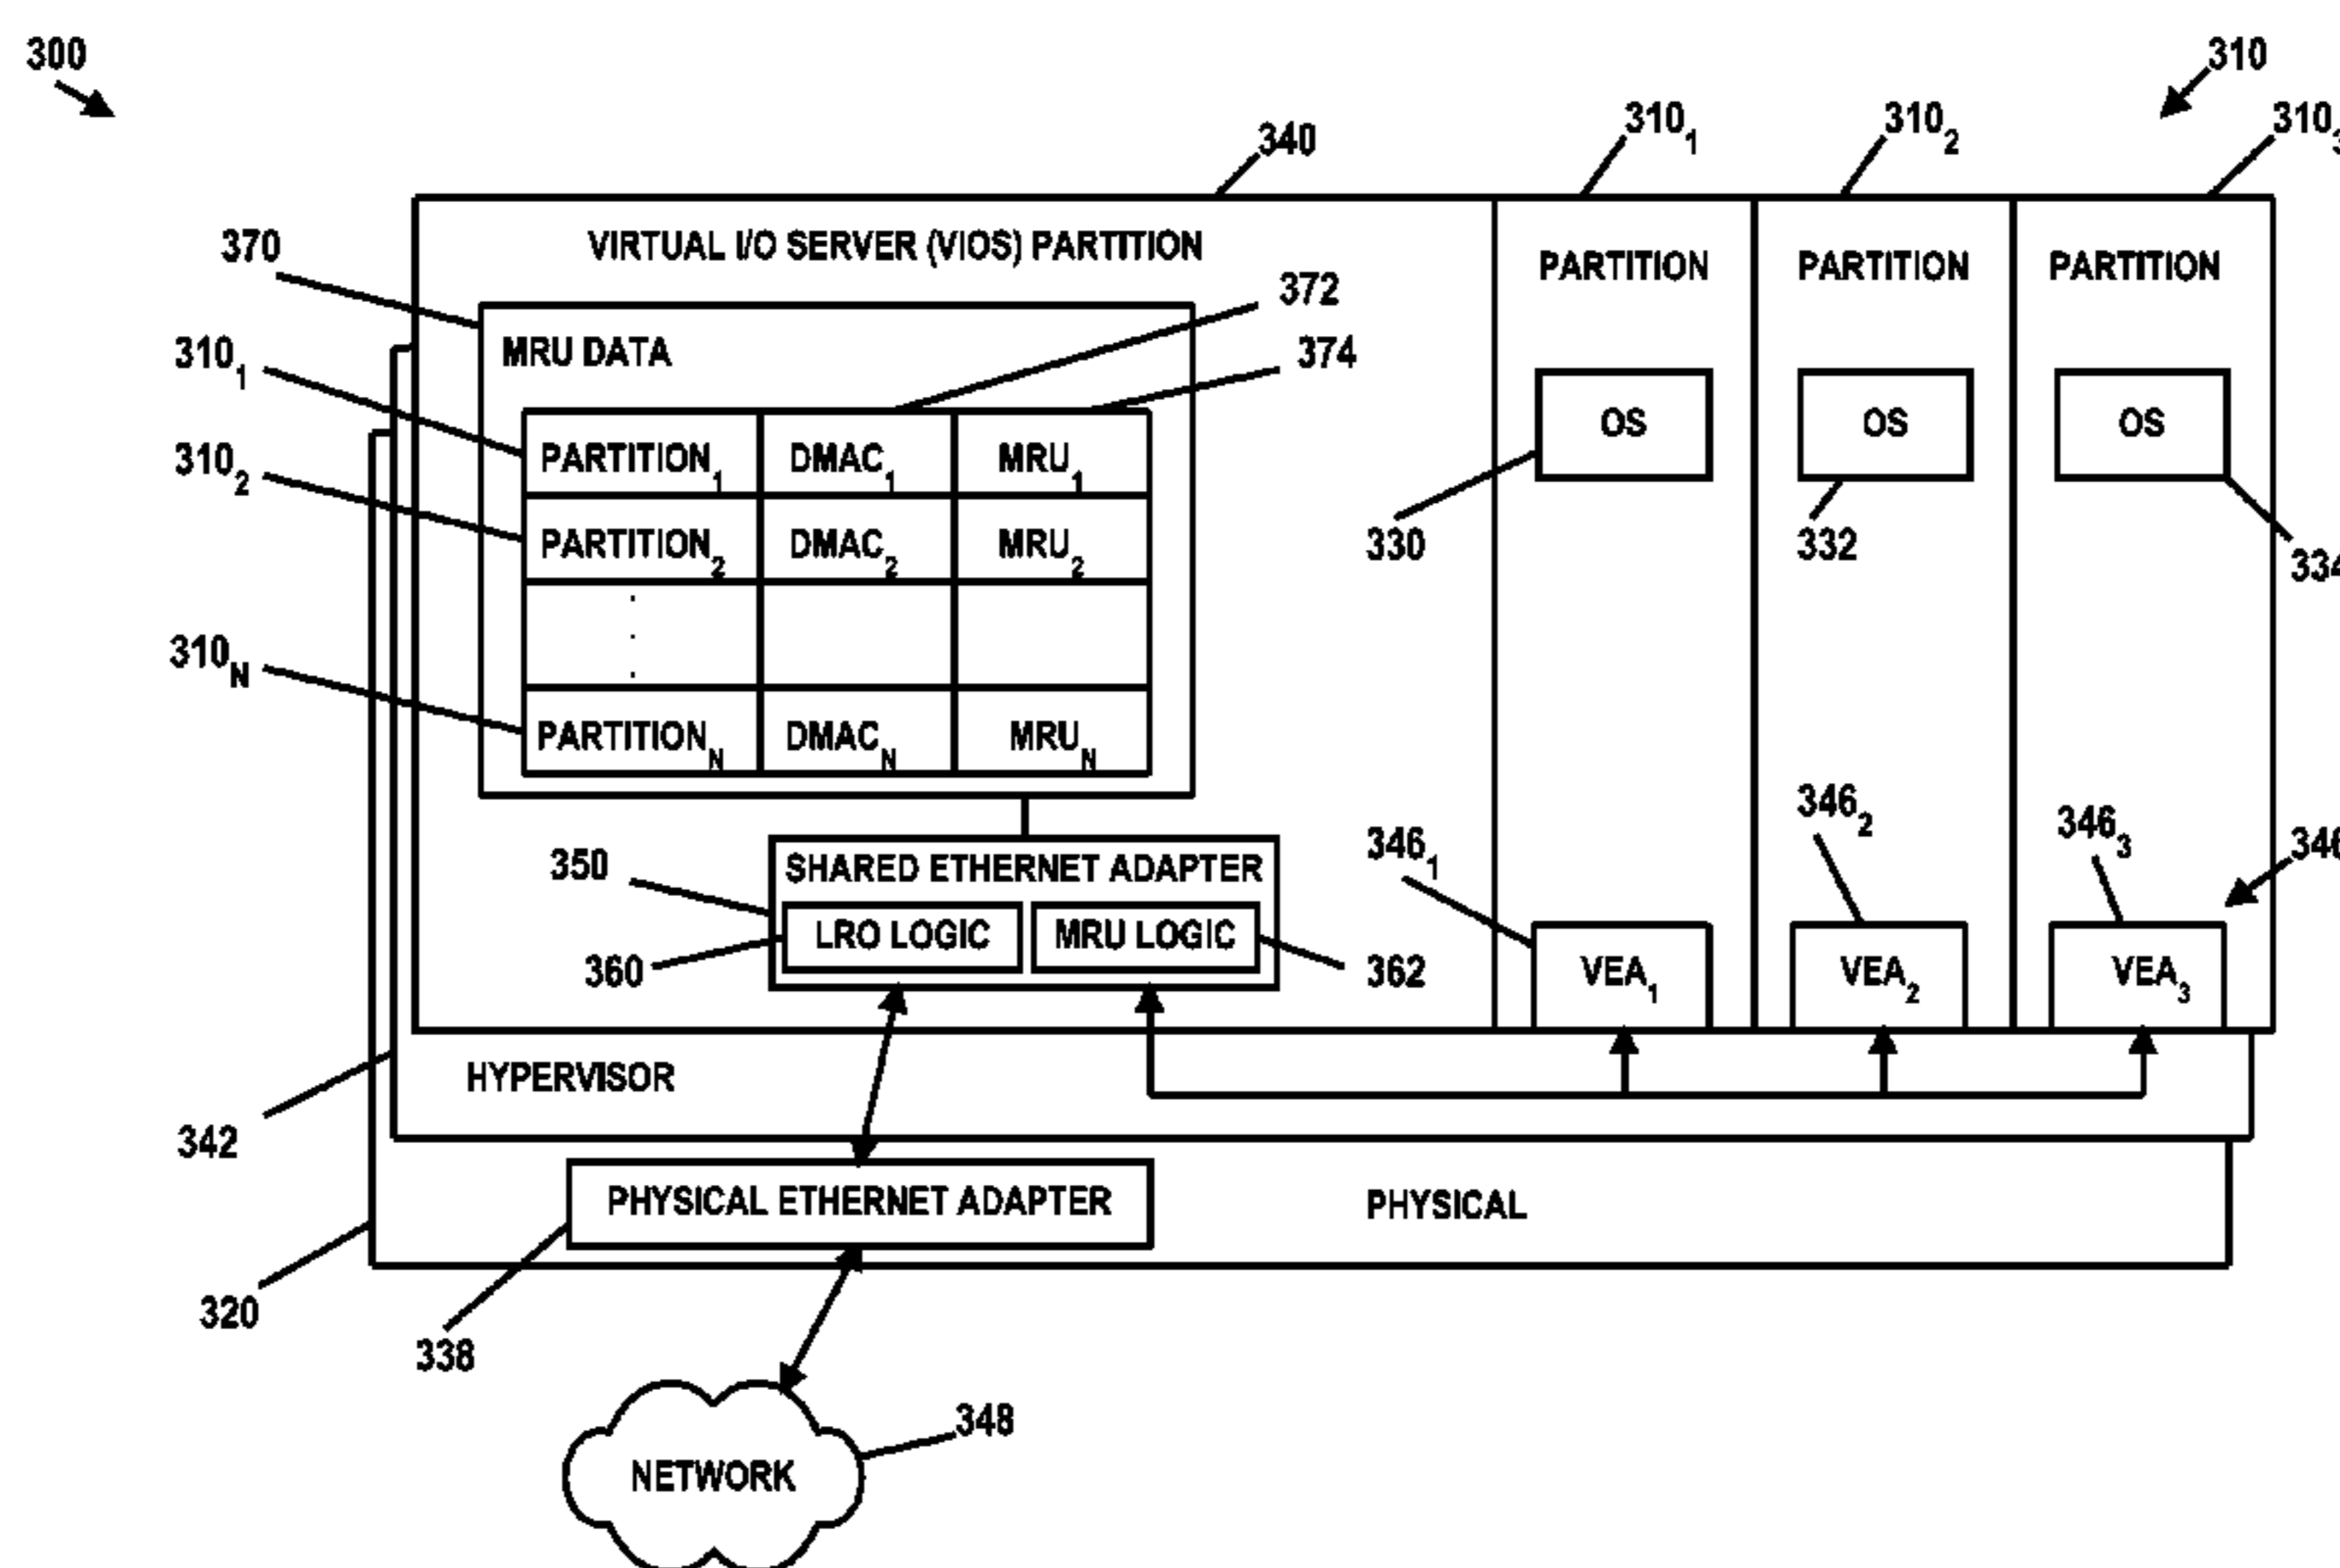 300
310
310₁
310₂
310₃
340
370
VIRTUAL I/O SERVER (VIOS) PARTITION
PARTITION
PARTITION
PARTITION
372
374
MRU DATA
310₁
310₂
310N
PARTITION₁ DMAC₁ MRU₁
PARTITION₂ DMAC₂ MRU₂
PARTITIONN DMACN MRUN
OS
OS
OS
330
332
334
350
SHARED ETHERNET ADAPTER
LRO LOGIC
MRU LOGIC
360
362
346₁
346₂
346₃
346
VEA₁
VEA₂
VEA₃
HYPERVISOR
342
PHYSICAL ETHERNET ADAPTER
PHYSICAL
320
338
348
NETWORK